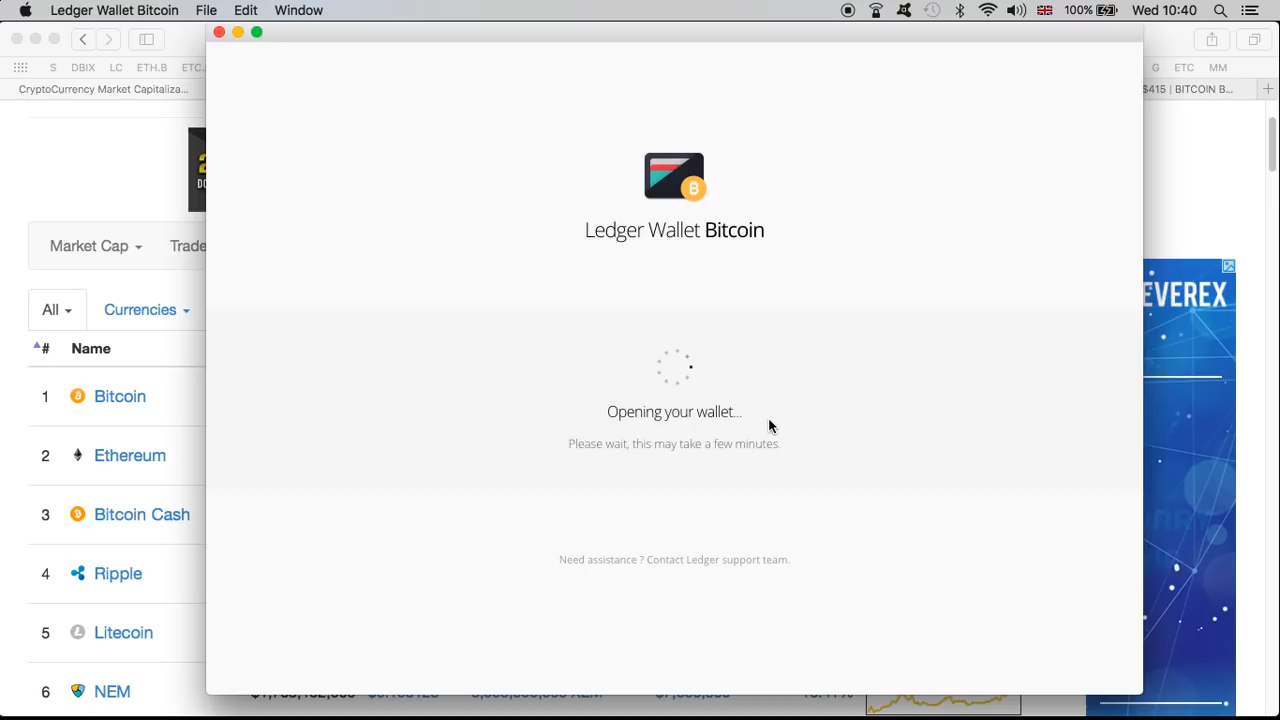 Ledger Wallet Bitcoin File Edit Window 100% Wed 10:40
S DBIX LC ETH.B ETC. G ETC MM
CryptoCurrency Market Capitaliza... $415 | BITCOIN B...
Ledger Wallet Bitcoin
EVEREX
Market Cap Trade
All Currencies
# Name
Opening your wallet...
Please wait, this may take a few minutes.
1 Bitcoin
2 Ethereum
3 Bitcoin Cash
Need assistance ? Contact Ledger support team.
4 Ripple
5 Litecoin
6 NEM